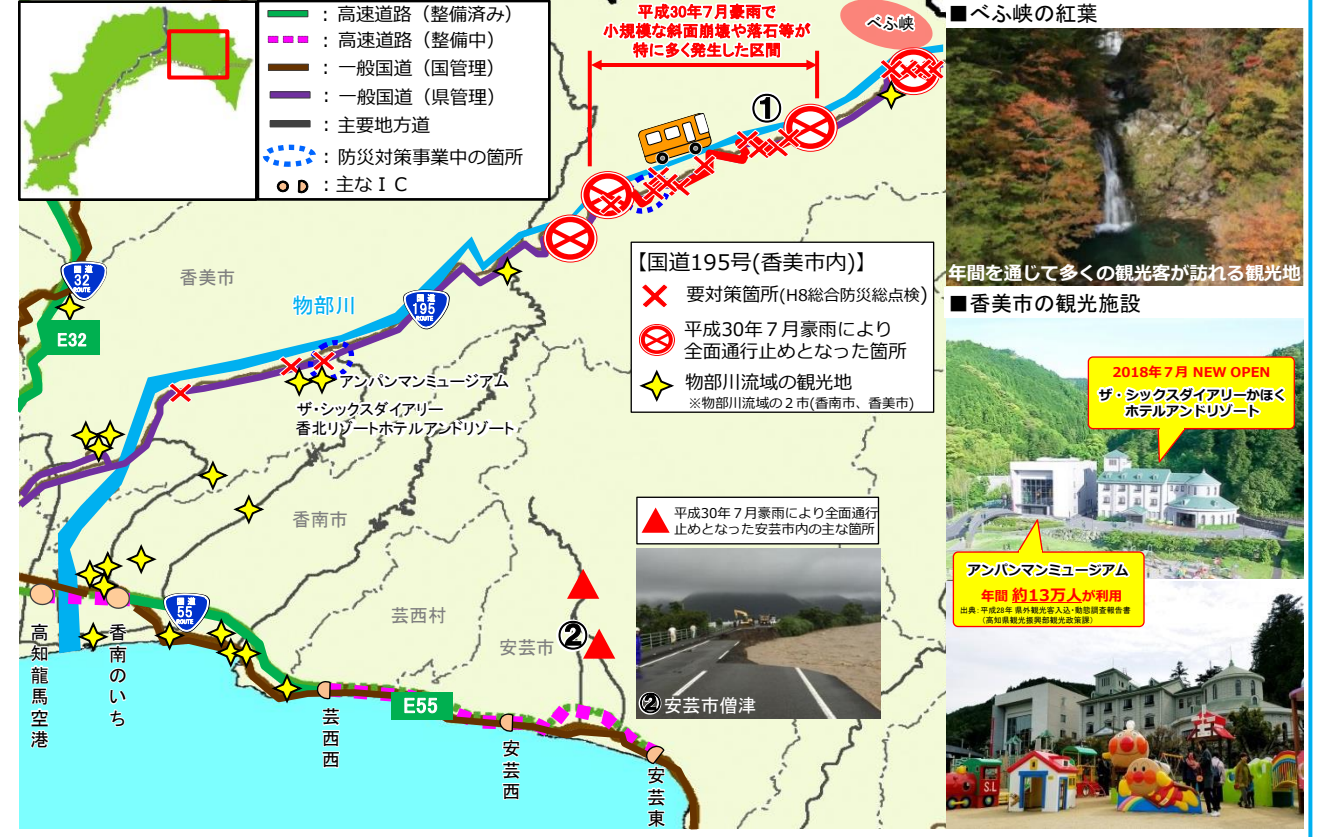 ：高速道路（整備済み）
：高速道路（整備中）
：一般国道（国管理）
：一般国道（県管理）
：主要地方道
：防災対策事業中の箇所
：主なＩＣ
平成30年7月豪雨で
小規模な斜面崩壊や落石等が
特に多く発生した区間
べふ峡
①
国道
32
ROUTE
E32
香美市
物部川
国道
195
ROUTE
【国道195号(香美市内)】
要対策箇所(H8総合防災総点検)
平成30年７月豪雨により
全面通行止めとなった箇所
物部川流域の観光地
※物部川流域の２市(香南市、香美市)
アンパンマンミュージアム
ザ・シックスダイアリー
香北リゾートホテルアンドリゾート
香南市
平成30年７月豪雨により全面通行
止めとなった安芸市内の主な箇所
国道
55
ROUTE
芸西村
安芸市
②
②安芸市僧津
E55
高知龍馬空港
香南のいち
芸西西
安芸西
安芸東
■べふ峡の紅葉
年間を通じて多くの観光客が訪れる観光地
■香美市の観光施設
2018年７月 NEW OPEN
ザ・シックスダイアリーかほく
ホテルアンドリゾート
アンパンマンミュージアム
年間 約13万人が利用
出典：平成28年 県外観光客入込・動態調査報告書
（高知県観光振興部観光政策課）
S.L